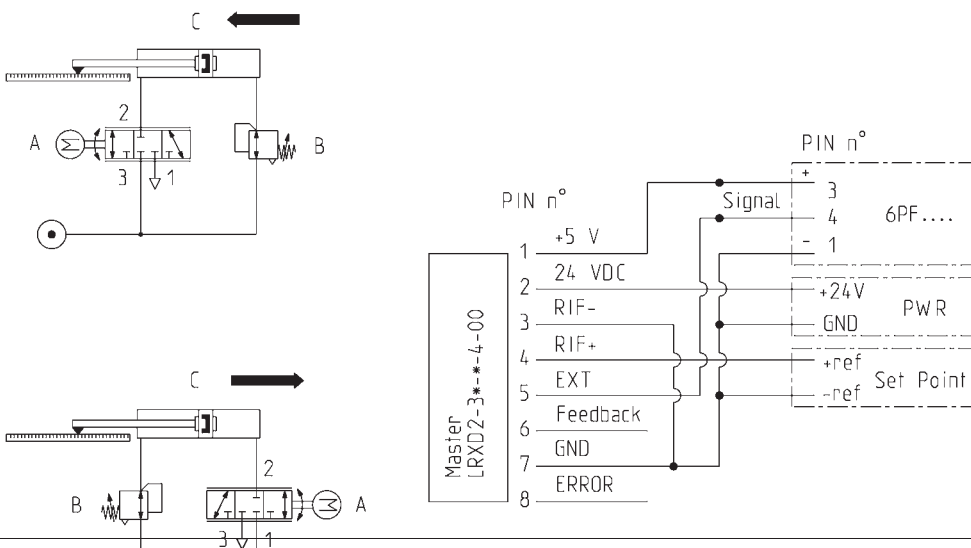 C
2
A
M
B
3
1
C
B
2
M
A
3
1
PIN n°
PIN n°
Master
LRXD2-3*-*-4-00
1
+5 V
2
24 VDC
3
RIF-
4
RIF+
5
EXT
6
Feedback
7
GND
8
ERROR
Signal
+
3
4
- 1
6PF....
+24V
GND
PWR
+ref
-ref
Set Point